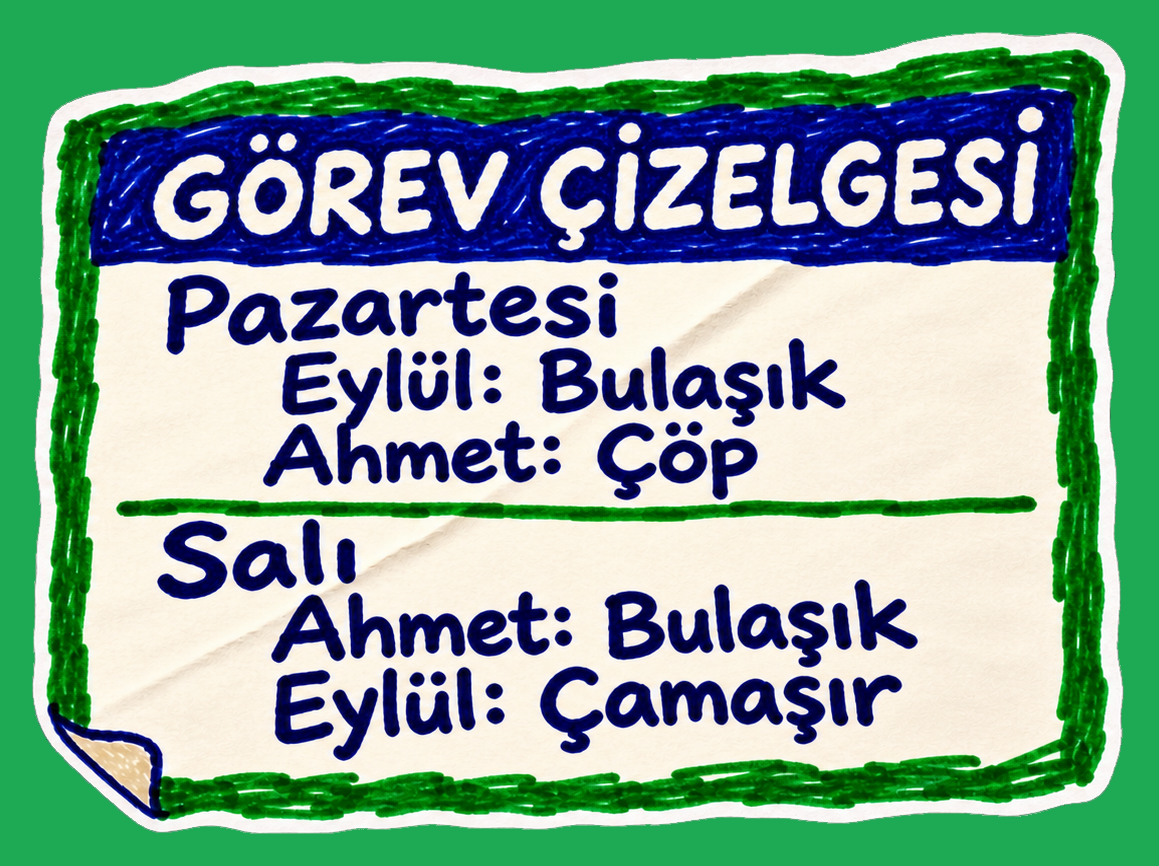 GÖREV ÇİZELGESİ
Pazartesi
Eylül: Bulaşık
Ahmet: Çöp
Salı
Ahmet: Bulaşık
Eylül: Çamaşır